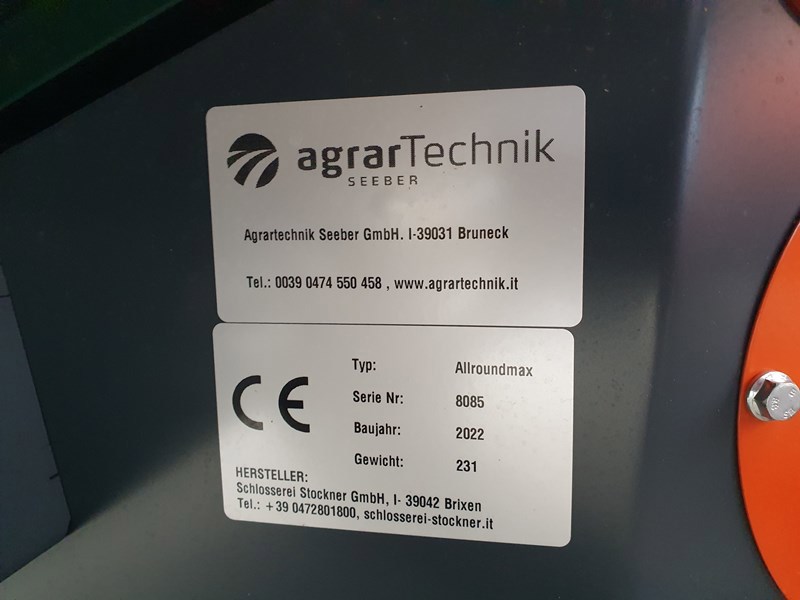 agrarTechnik
SEEBER
Agrartechnik Seeber GmbH. I-39031 Bruneck
Tel.: 0039 0474 550 458 , www.agrartechnik.it
CE
Typ: Allroundmax
Serie Nr: 8085
Baujahr: 2022
Gewicht: 231
HERSTELLER:
Schlosserei Stockner GmbH, I- 39042 Brixen
Tel.: +39 0472801800, schlosserei-stockner.it